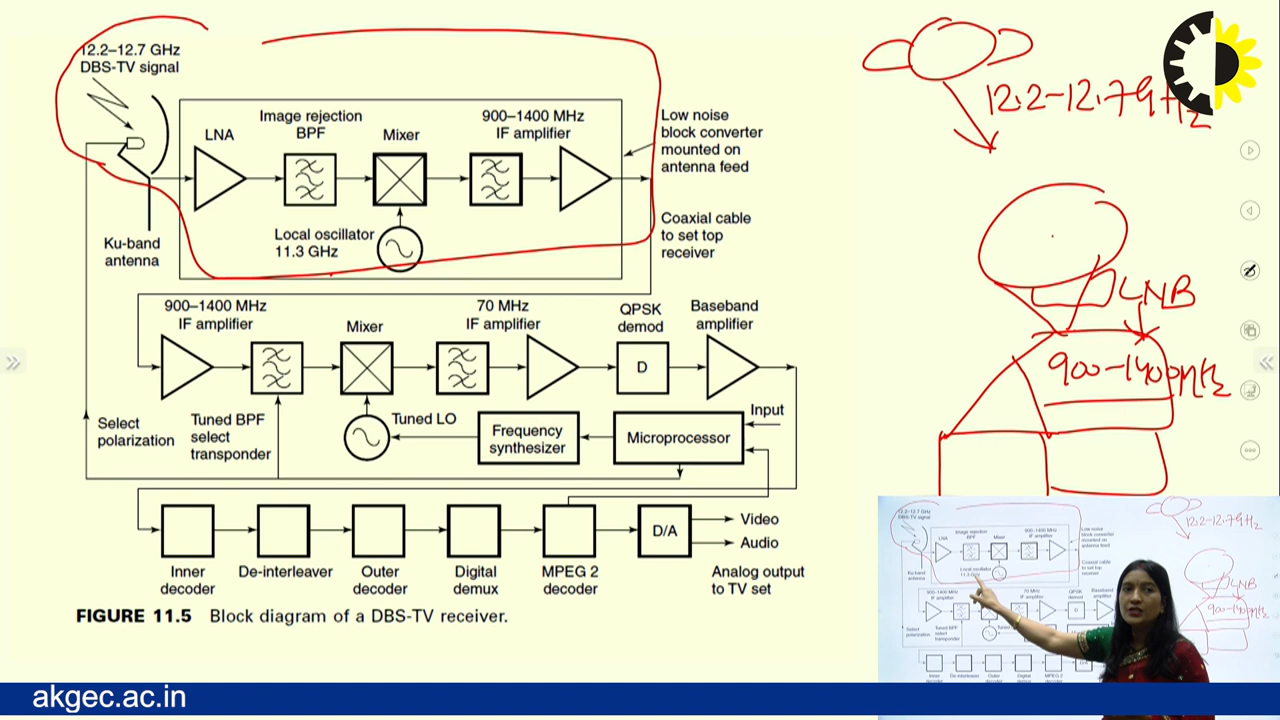 12.2–12.7 GHz
DBS-TV signal
LNA
Image rejection
BPF
Mixer
900–1400 MHz
IF amplifier
Low noise
block converter
mounted on
antenna feed
Local oscillator
11.3 GHz
Ku-band
antenna
Coaxial cable
to set top
receiver
900–1400 MHz
IF amplifier
Mixer
70 MHz
IF amplifier
QPSK
demod
Baseband
amplifier
D
Select
polarization
Tuned BPF
select
transponder
Tuned LO
Frequency
synthesizer
Microprocessor
Input
D/A
Video
Audio
Inner
decoder
De-interleaver
Outer
decoder
Digital
demux
MPEG 2
decoder
Analog output
to TV set
FIGURE 11.5 Block diagram of a DBS-TV receiver.
12.2-12.7GHz
LNB
900-1400MHz
akgec.ac.in